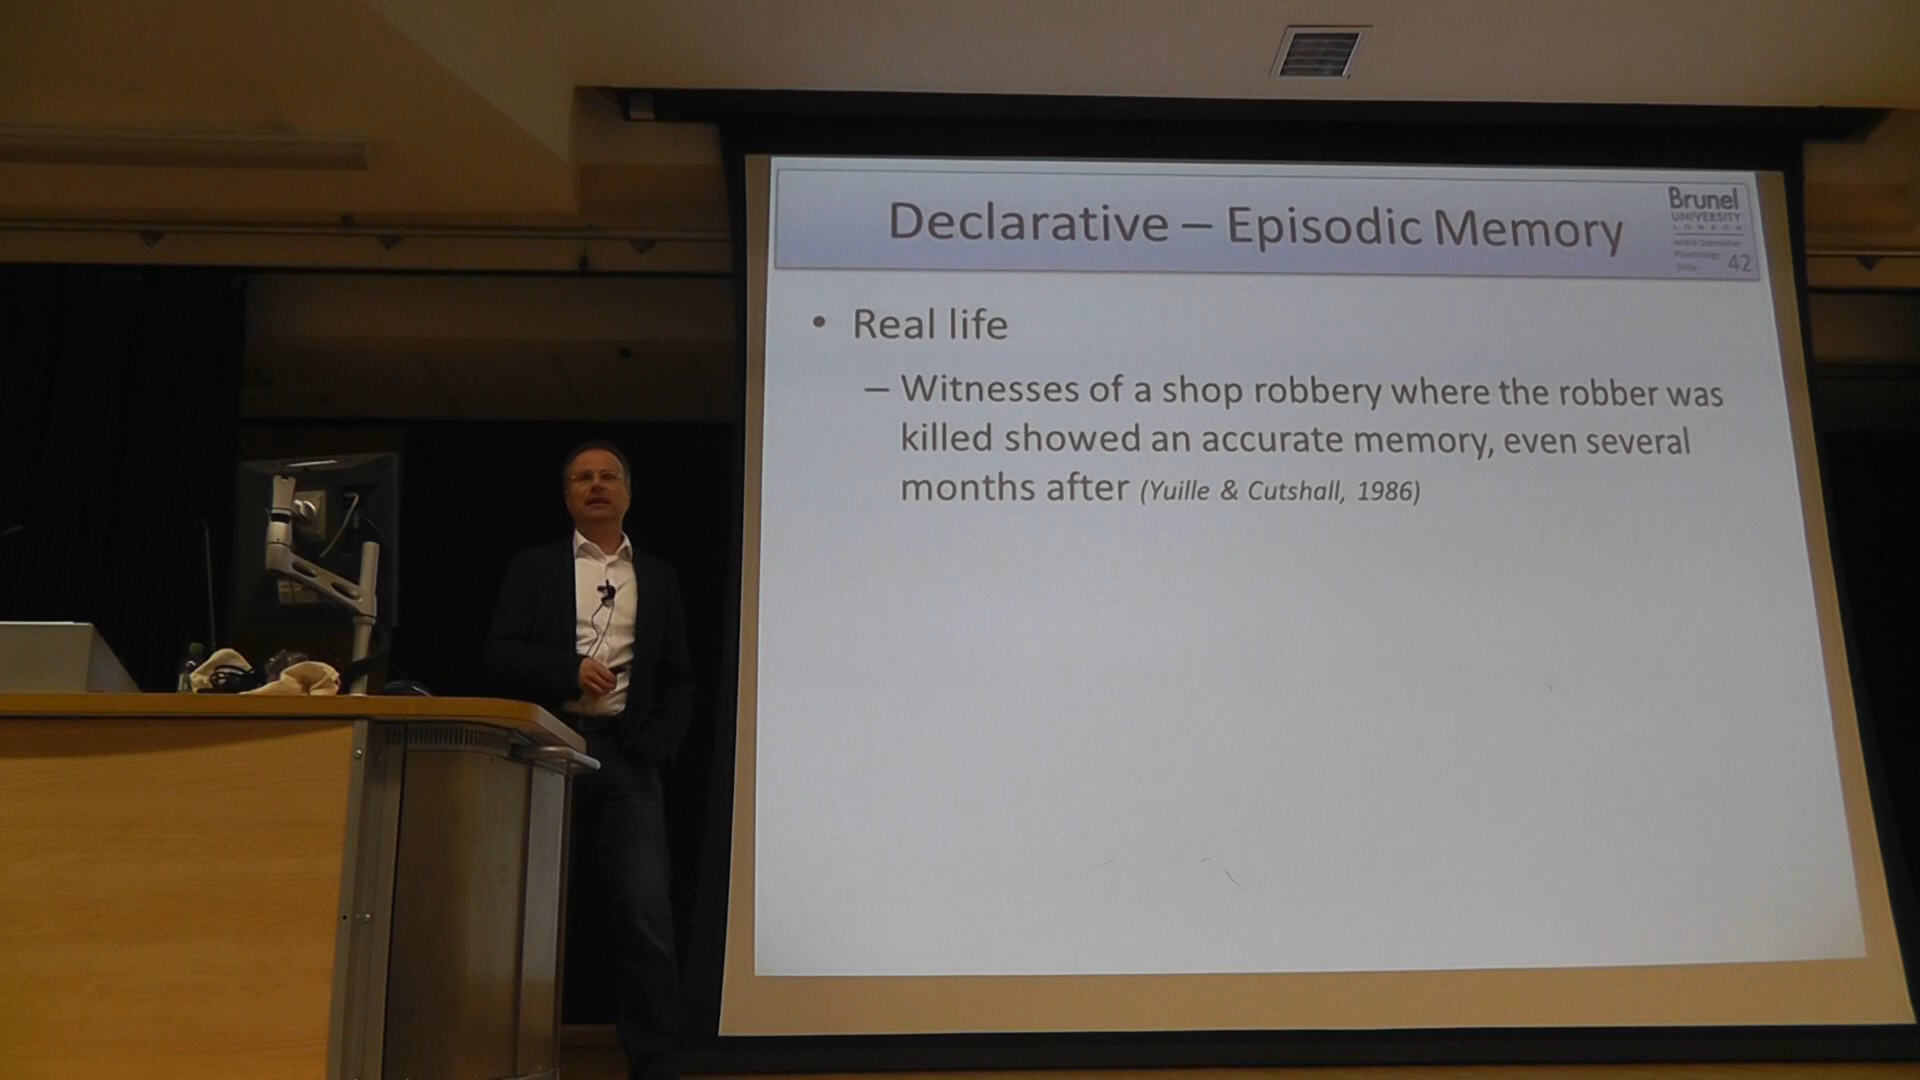 Declarative – Episodic Memory
Brunel
UNIVERSITY
LONDON
Psychology
42
• Real life
– Witnesses of a shop robbery where the robber was
killed showed an accurate memory, even several
months after (Yuille & Cutshall, 1986)